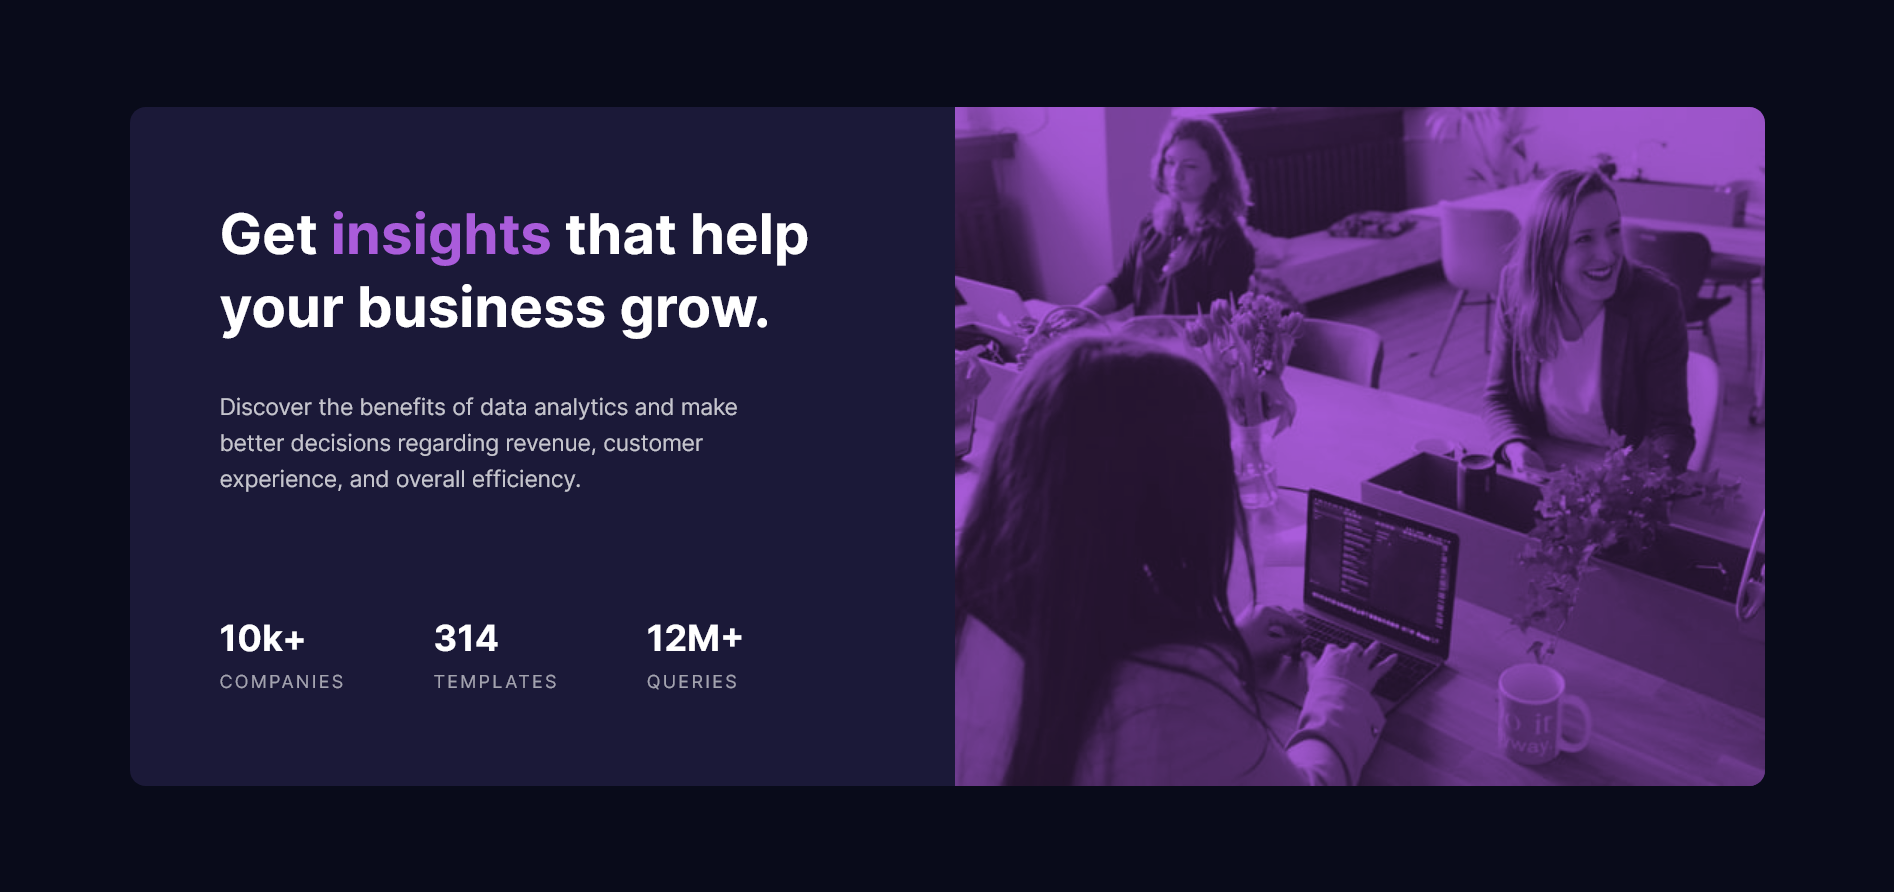 Get insights that help
your business grow.
Discover the benefits of data analytics and make
better decisions regarding revenue, customer
experience, and overall efficiency.
10k+ 314 12M+
COMPANIES TEMPLATES QUERIES
it